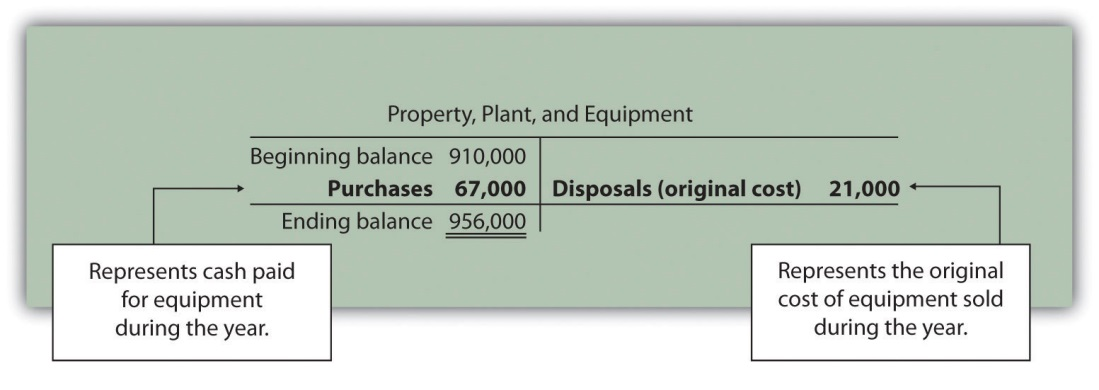 Property, Plant, and Equipment
Beginning balance 910,000
Purchases 67,000 Disposals (original cost) 21,000
Ending balance 956,000
Represents cash paid
for equipment
during the year.
Represents the original
cost of equipment sold
during the year.